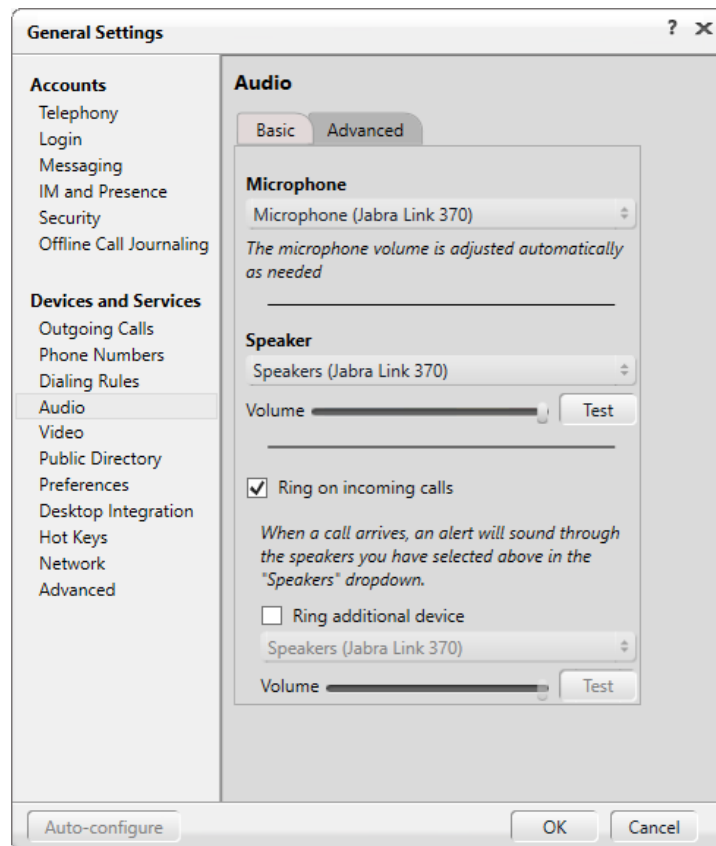 General Settings
?
Accounts
Telephony
Login
Messaging
IM and Presence
Security
Offline Call Journaling
Devices and Services
Outgoing Calls
Phone Numbers
Dialing Rules
Audio
Video
Public Directory
Preferences
Desktop Integration
Hot Keys
Network
Advanced
Audio
Basic Advanced
Microphone
Microphone (Jabra Link 370)
The microphone volume is adjusted automatically
as needed
Speaker
Speakers (Jabra Link 370)
Volume Test
Ring on incoming calls
When a call arrives, an alert will sound through
the speakers you have selected above in the
"Speakers" dropdown.
Ring additional device
Speakers (Jabra Link 370)
Volume Test
Auto-configure OK Cancel